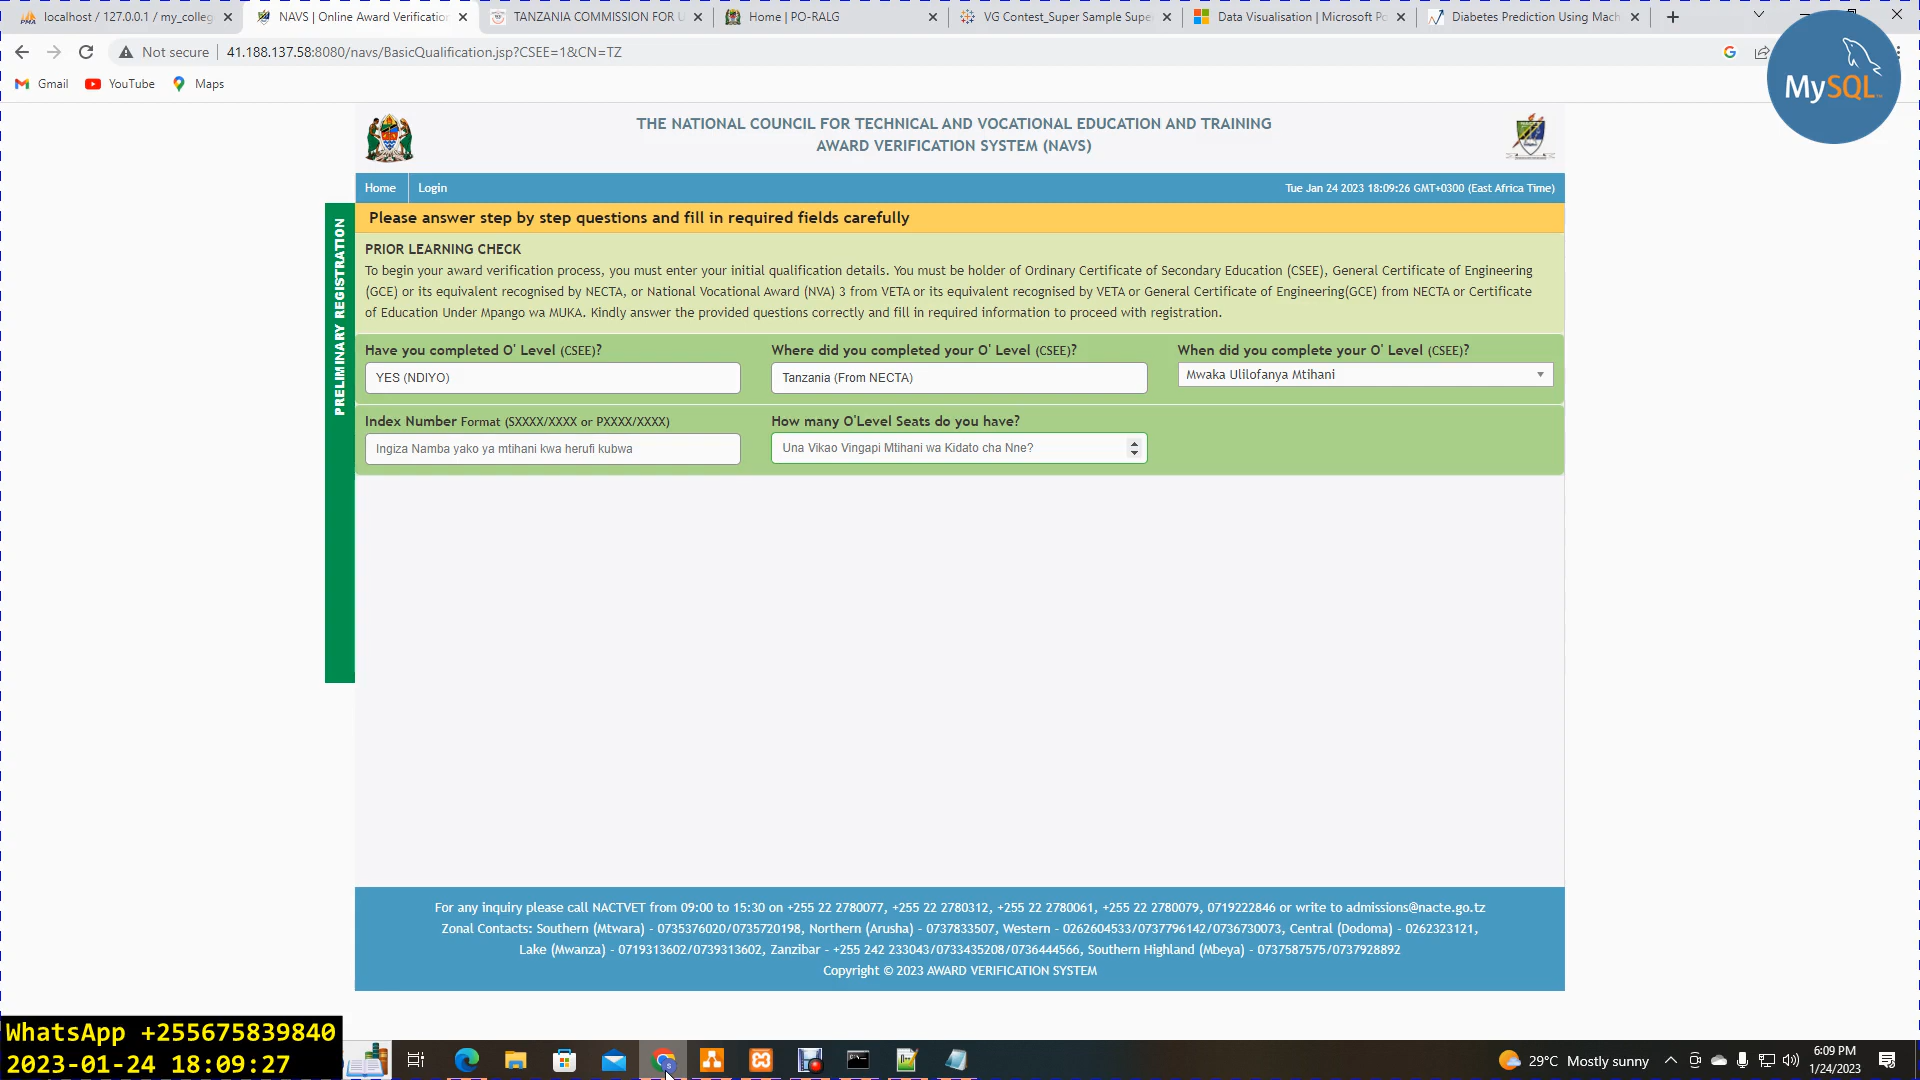 localhost / 127.0.0.1 / my_colleg
NAVS | Online Award Verificatio
TANZANIA COMMISSION FOR U
Home | PO-RALG
VG Contest_Super Sample Supe
Data Visualisation | Microsoft Po
Diabetes Prediction Using Mach
Not secure
41.188.137.58:8080/navs/BasicQualification.jsp?CSEE=1&CN=TZ
Gmail
YouTube
Maps
MySQL
THE NATIONAL COUNCIL FOR TECHNICAL AND VOCATIONAL EDUCATION AND TRAINING
AWARD VERIFICATION SYSTEM (NAVS)
Home
Login
Tue Jan 24 2023 18:09:26 GMT+0300 (East Africa Time)
PRELIMINARY REGISTRATION
Please answer step by step questions and fill in required fields carefully
PRIOR LEARNING CHECK
To begin your award verification process, you must enter your initial qualification details. You must be holder of Ordinary Certificate of Secondary Education (CSEE), General Certificate of Engineering
(GCE) or its equivalent recognised by NECTA, or National Vocational Award (NVA) 3 from VETA or its equivalent recognised by VETA or General Certificate of Engineering(GCE) from NECTA or Certificate
of Education Under Mpango wa MUKA. Kindly answer the provided questions correctly and fill in required information to proceed with registration.
Have you completed O' Level (CSEE)?
Where did you completed your O' Level (CSEE)?
When did you complete your O' Level (CSEE)?
YES (NDIYO)
Tanzania (From NECTA)
Mwaka Ulilofanya Mtihani
Index Number Format (SXXXX/XXXX or PXXXX/XXXX)
How many O'Level Seats do you have?
Ingiza Namba yako ya mtihani kwa herufi kubwa
Una Vikao Vingapi Mtihani wa Kidato cha Nne?
For any inquiry please call NACTVET from 09:00 to 15:30 on +255 22 2780077, +255 22 2780312, +255 22 2780061, +255 22 2780079, 0719222846 or write to admissions@nacte.go.tz
Zonal Contacts: Southern (Mtwara) - 0735376020/0735720198, Northern (Arusha) - 0737833507, Western - 0262604533/0737796142/0736730073, Central (Dodoma) - 0262323121,
Lake (Mwanza) - 0719313602/0739313602, Zanzibar - +255 242 233043/0733435208/0736444566, Southern Highland (Mbeya) - 0737587575/0737928892
Copyright © 2023 AWARD VERIFICATION SYSTEM
WhatsApp +255675839840
2023-01-24 18:09:27
29°C Mostly sunny
6:09 PM
1/24/2023